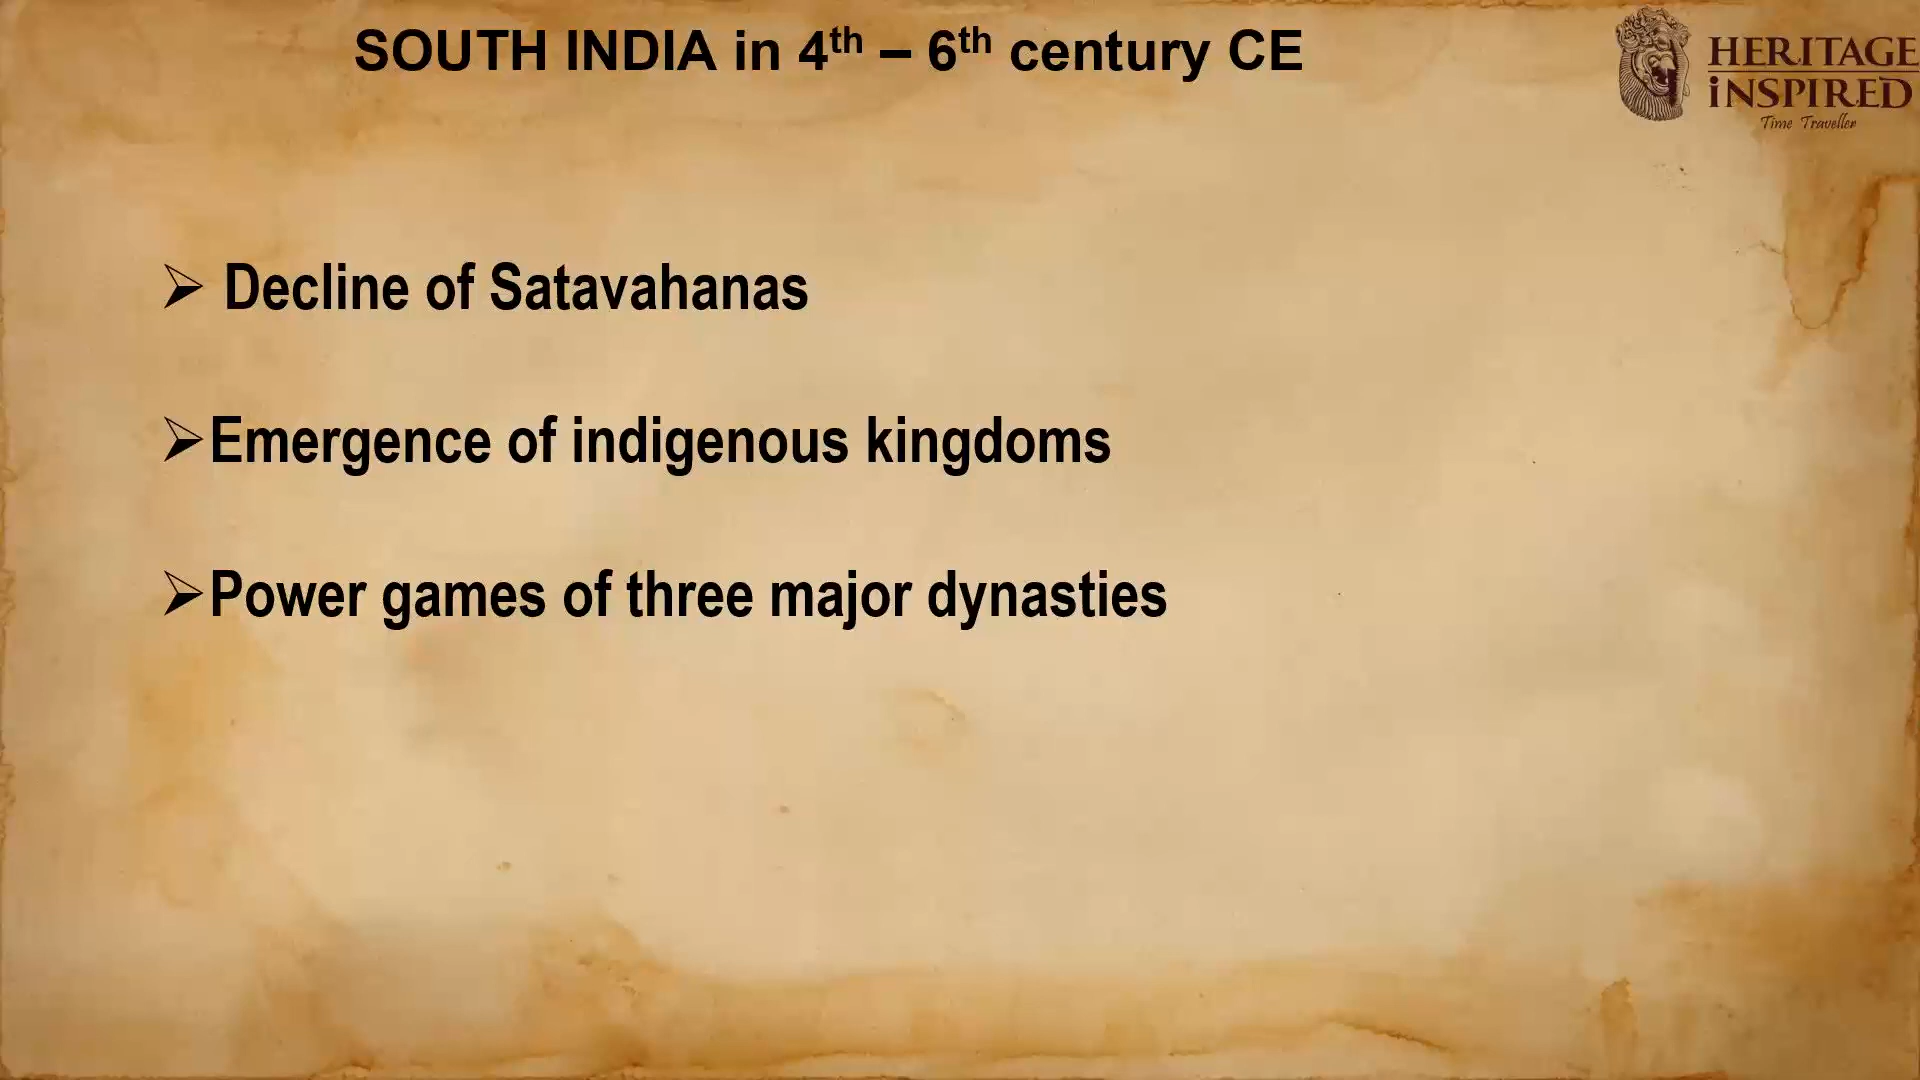 SOUTH INDIA in 4th – 6th century CE
HERITAGE
iNSPIRED
Time Traveller
➢ Decline of Satavahanas
➢Emergence of indigenous kingdoms
➢Power games of three major dynasties